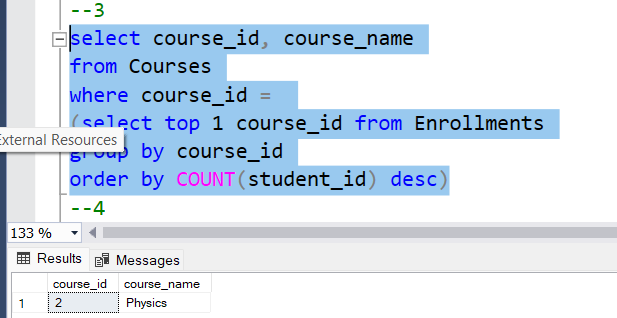 --3
select course_id, course_name
from Courses
where course_id =
(select top 1 course_id from Enrollments
External Resources
group by course_id
order by COUNT(student_id) desc)
--4
133 %
Results Messages
course_id course_name
1 2 Physics